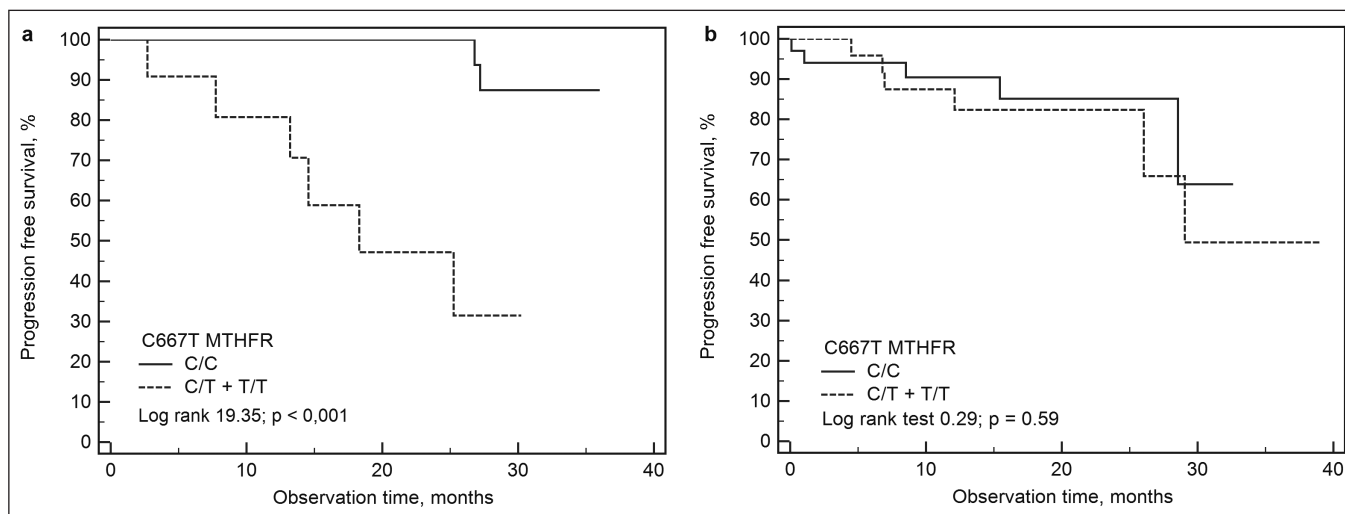 a
100
90
80
70
60
50
40
30
20
10
0
Progression free survival, %
C667T MTHFR
C/C
C/T + T/T
Log rank 19.35; p < 0,001
0 10 20 30 40
Observation time, months
b
100
90
80
70
60
50
40
30
20
10
0
Progression free survival, %
C667T MTHFR
C/C
C/T + T/T
Log rank test 0.29; p = 0.59
0 10 20 30 40
Observation time, months